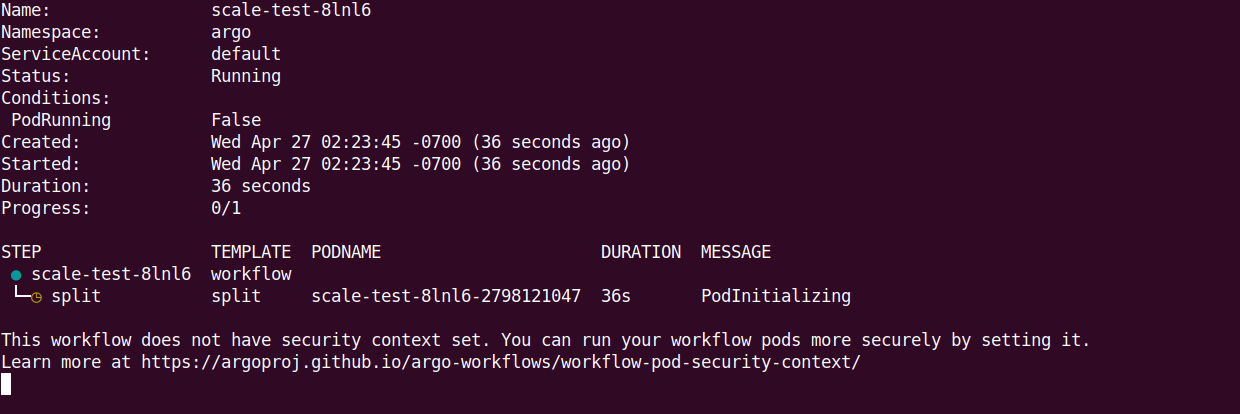 Name: scale-test-8lnl6
Namespace: argo
ServiceAccount: default
Status: Running
Conditions:
PodRunning False
Created: Wed Apr 27 02:23:45 -0700 (36 seconds ago)
Started: Wed Apr 27 02:23:45 -0700 (36 seconds ago)
Duration: 36 seconds
Progress: 0/1
STEP TEMPLATE PODNAME DURATION MESSAGE
● scale-test-8lnl6 workflow
└─◷ split split scale-test-8lnl6-2798121047 36s PodInitializing
This workflow does not have security context set. You can run your workflow pods more securely by setting it.
Learn more at https://argoproj.github.io/argo-workflows/workflow-pod-security-context/